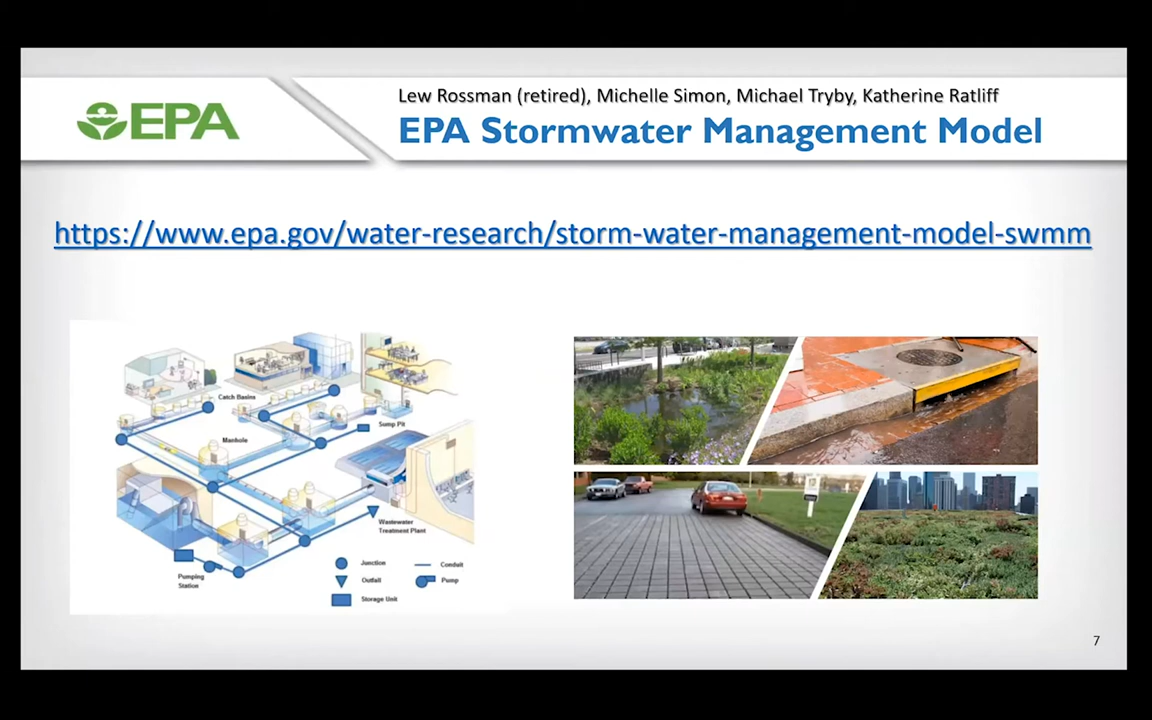 EPA
Lew Rossman (retired), Michelle Simon, Michael Tryby, Katherine Ratliff
EPA Stormwater Management Model
https://www.epa.gov/water-research/storm-water-management-model-swmm
Catch Basins
Sump Pit
Manhole
Wastewater
Treatment Plant
Pumping
Station
Junction
Conduit
Outfall
Pump
Storage Unit
7